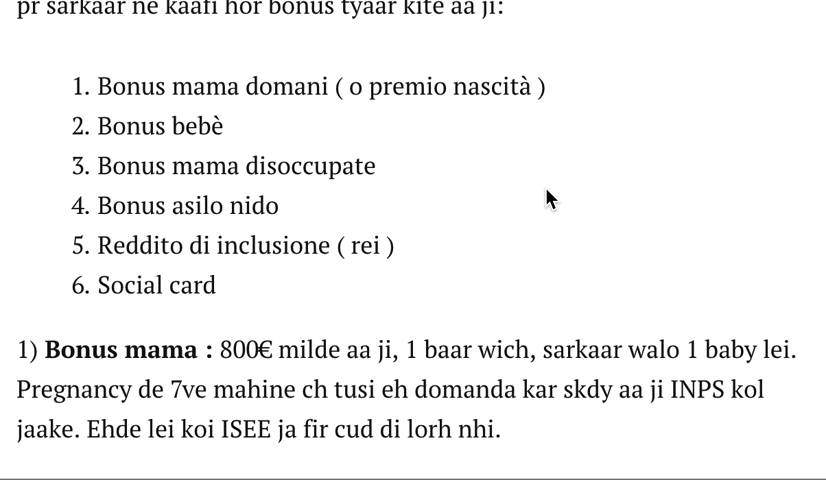 pr sarkaar ne kaafi hor bonus tyaar kite aa ji:
1. Bonus mama domani ( o premio nascità )
2. Bonus bebè
3. Bonus mama disoccupate
4. Bonus asilo nido
5. Reddito di inclusione ( rei )
6. Social card
1) Bonus mama : 800€ milde aa ji, 1 baar wich, sarkaar walo 1 baby lei.
Pregnancy de 7ve mahine ch tusi eh domanda kar skdy aa ji INPS kol
jaake. Ehde lei koi ISEE ja fir cud di lorh nhi.